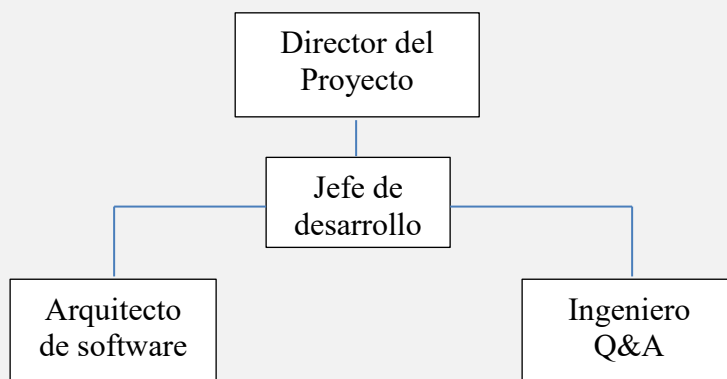 Director del
Proyecto
Jefe de
desarrollo
Arquitecto
de software
Ingeniero
Q&A